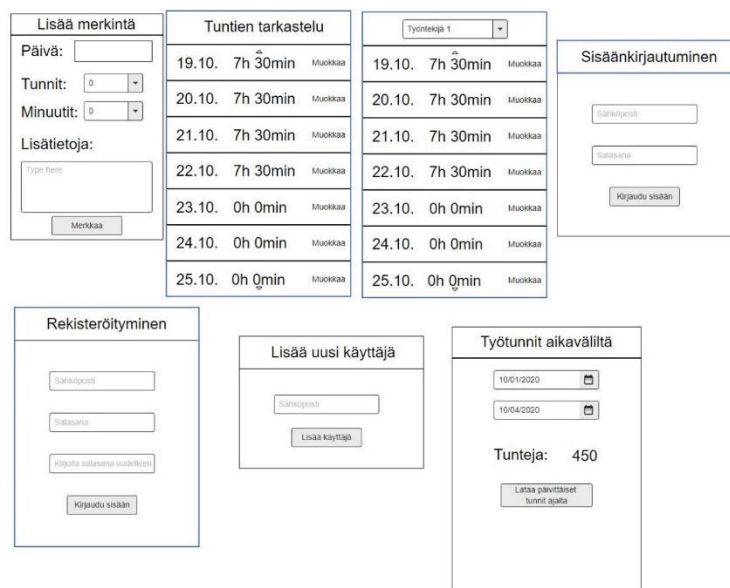 Lisää merkintä
Päivä:
Tunnit: 0
Minuutit: 0
Lisätietoja:
Type here
Merkkaa
Tuntien tarkastelu
19.10. 7h 30min Muokkaa
20.10. 7h 30min Muokkaa
21.10. 7h 30min Muokkaa
22.10. 7h 30min Muokkaa
23.10. 0h 0min Muokkaa
24.10. 0h 0min Muokkaa
25.10. 0h 0min Muokkaa
Työntekijä 1
19.10. 7h 30min Muokkaa
20.10. 7h 30min Muokkaa
21.10. 7h 30min Muokkaa
22.10. 7h 30min Muokkaa
23.10. 0h 0min Muokkaa
24.10. 0h 0min Muokkaa
25.10. 0h 0min Muokkaa
Sisäänkirjautuminen
Sähköposti
Salasana
Kirjaudu sisään
Rekisteröityminen
Sähköposti
Salasana
Kirjoita salasana uudelleen
Kirjaudu sisään
Lisää uusi käyttäjä
Sähköposti
Lisää käyttäjä
Työtunnit aikaväliltä
10/01/2020
10/04/2020
Tunteja: 450
Lataa päivittäiset
tunnit ajalta